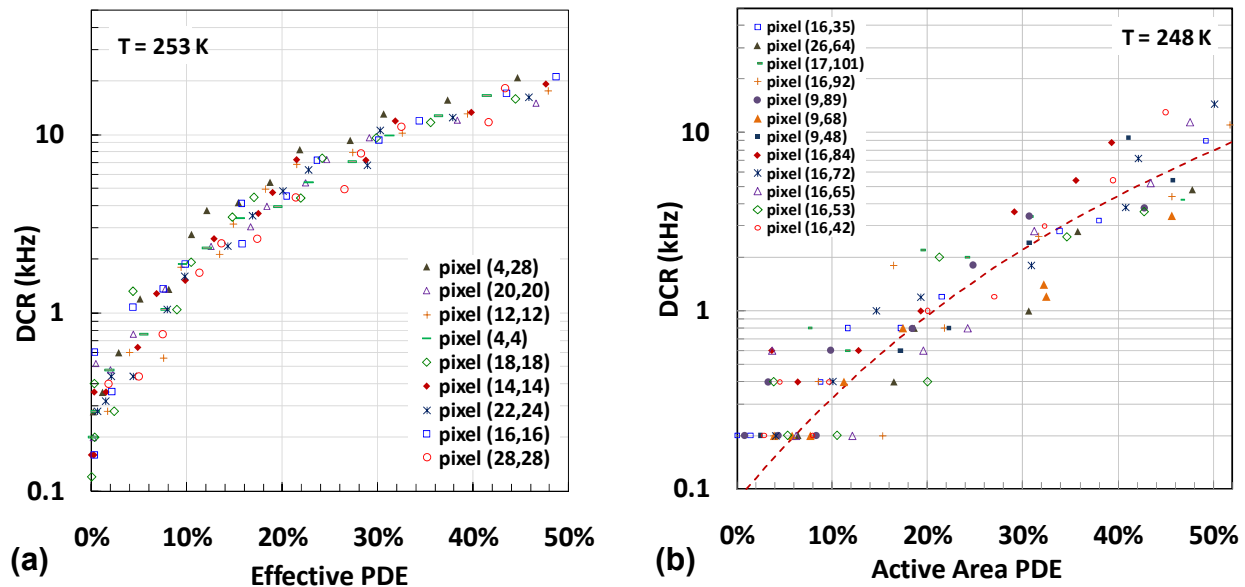 T = 253 K
10
1
0.1
DCR (kHz)
pixel (4,28)
pixel (20,20)
pixel (12,12)
pixel (4,4)
pixel (18,18)
pixel (14,14)
pixel (22,24)
pixel (16,16)
pixel (28,28)
0% 10% 20% 30% 40% 50%
Effective PDE
(a)
T = 248 K
10
1
0.1
DCR (kHz)
pixel (16,35)
pixel (26,64)
pixel (17,101)
pixel (16,92)
pixel (9,89)
pixel (9,68)
pixel (9,48)
pixel (16,84)
pixel (16,72)
pixel (16,65)
pixel (16,53)
pixel (16,42)
0% 10% 20% 30% 40% 50%
Active Area PDE
(b)